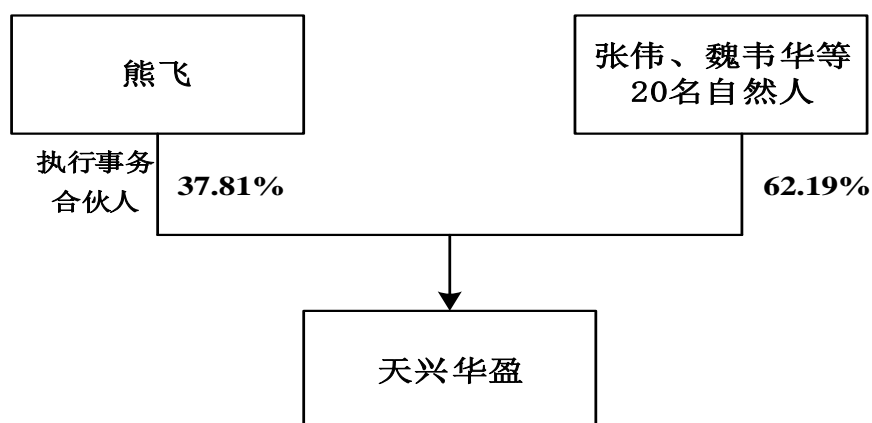 熊飞
张伟、魏韦华等
20名自然人
执行事务
合伙人
37.81%
62.19%
天兴华盈